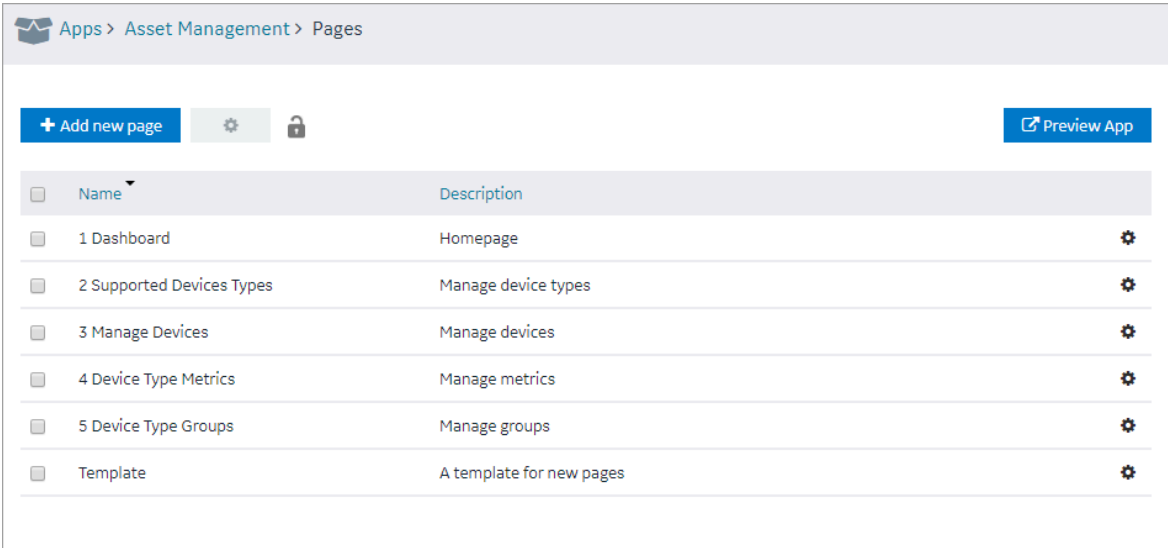 Apps > Asset Management > Pages
+ Add new page Preview App
Name Description
1 Dashboard Homepage
2 Supported Devices Types Manage device types
3 Manage Devices Manage devices
4 Device Type Metrics Manage metrics
5 Device Type Groups Manage groups
Template A template for new pages